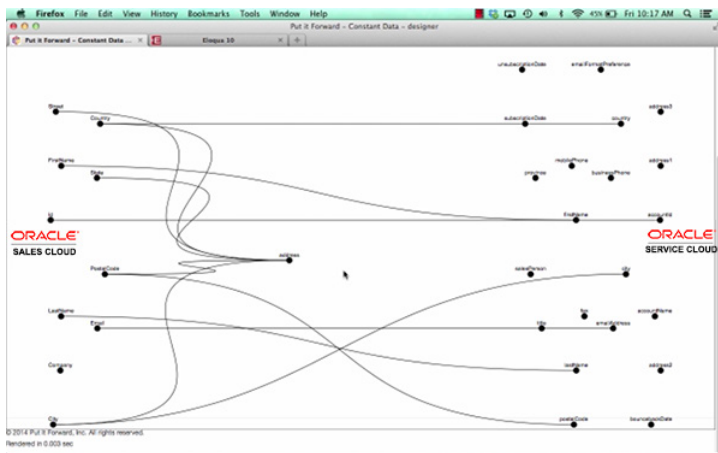 Firefox File Edit View History Bookmarks Tools Window Help 45% Fri 10:17 AM
Put it Forward – Constant Data – designer
Put it Forward – Constant Data ... Eloqua 10
unsubscriptionDate emailFormatPreference
Street address3
Country subscriptionDate country
FirstName mobilePhone address1
State province businessPhone
Id firstName accountId
ORACLE ORACLE
SALES CLOUD SERVICE CLOUD
address
PostalCode salesPerson city
LastName fax accountName
Email title emailAddress
Company lastName address2
City postalCode bouncebackDate
© 2014 Put it Forward, Inc. All rights reserved.
Rendered in 0.003 sec